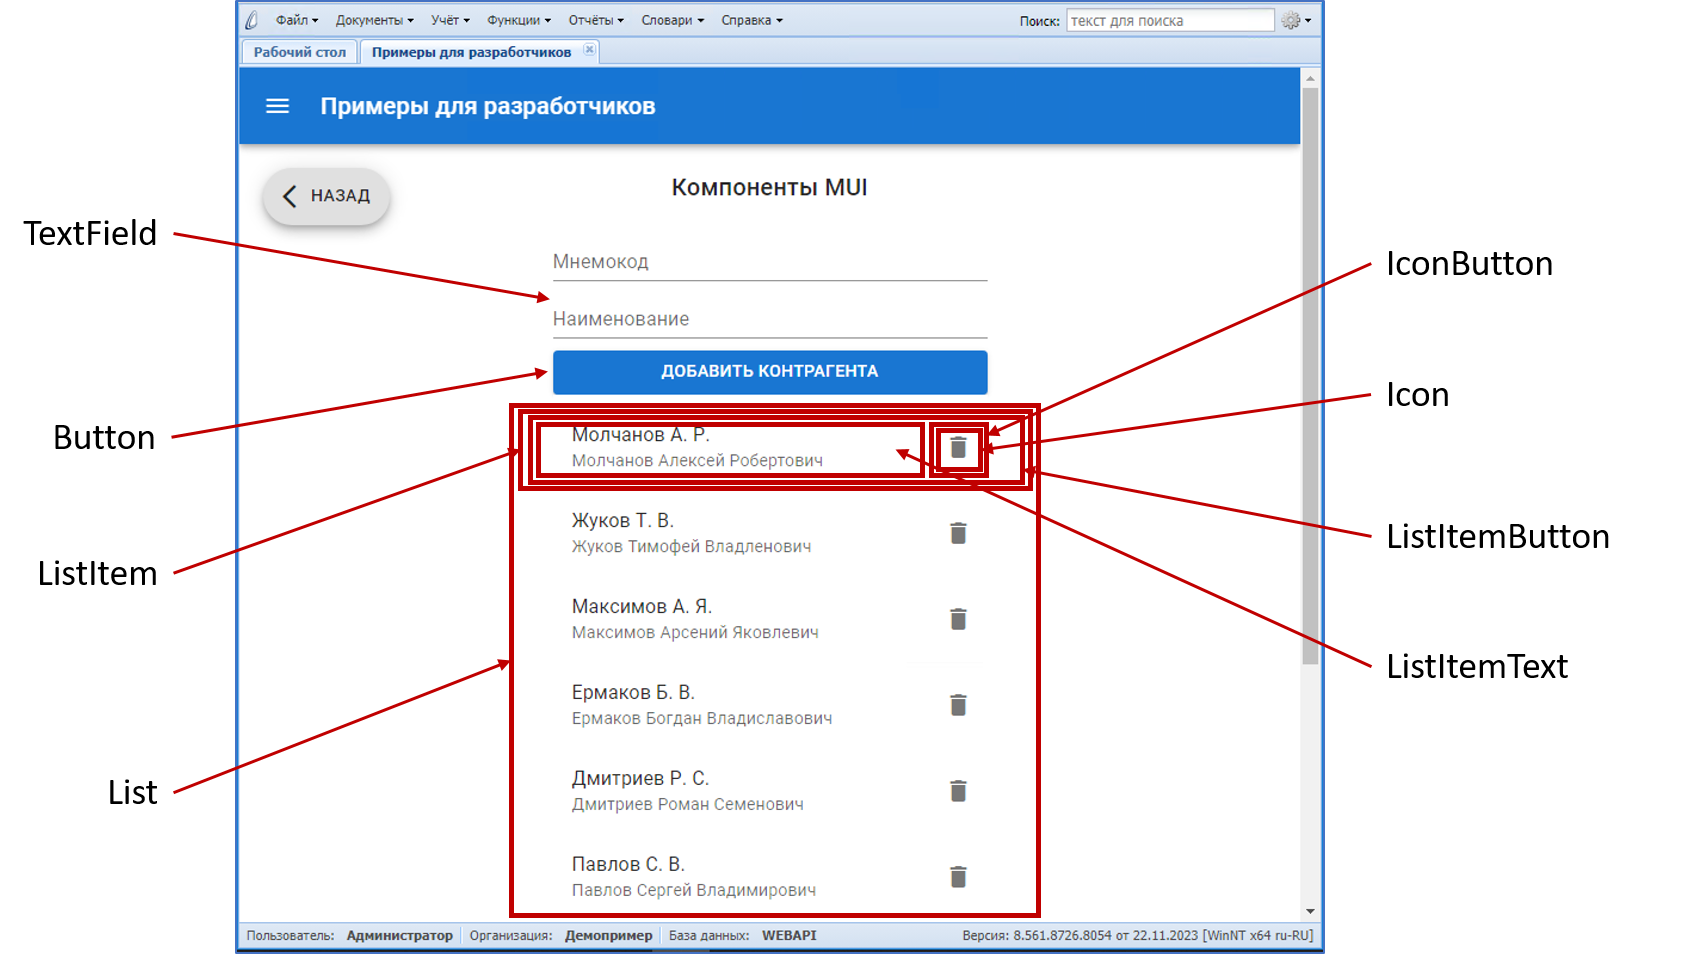 Файл Документы Учёт Функции Отчёты Словари Справка Поиск: текст для поиска
Рабочий стол Примеры для разработчиков
Примеры для разработчиков
НАЗАД
Компоненты MUI
TextField
Мнемокод
IconButton
Наименование
ДОБАВИТЬ КОНТРАГЕНТА
Icon
Button
Молчанов А. Р.
Молчанов Алексей Робертович
Жуков Т. В.
Жуков Тимофей Владленович
ListItemButton
ListItem
Максимов А. Я.
Максимов Арсений Яковлевич
ListItemText
Ермаков Б. В.
Ермаков Богдан Владиславович
List
Дмитриев Р. С.
Дмитриев Роман Семенович
Павлов С. В.
Павлов Сергей Владимирович
Пользователь: Администратор Организация: Демопример База данных: WEBAPI Версия: 8.561.8726.8054 от 22.11.2023 [WinNT x64 ru-RU]